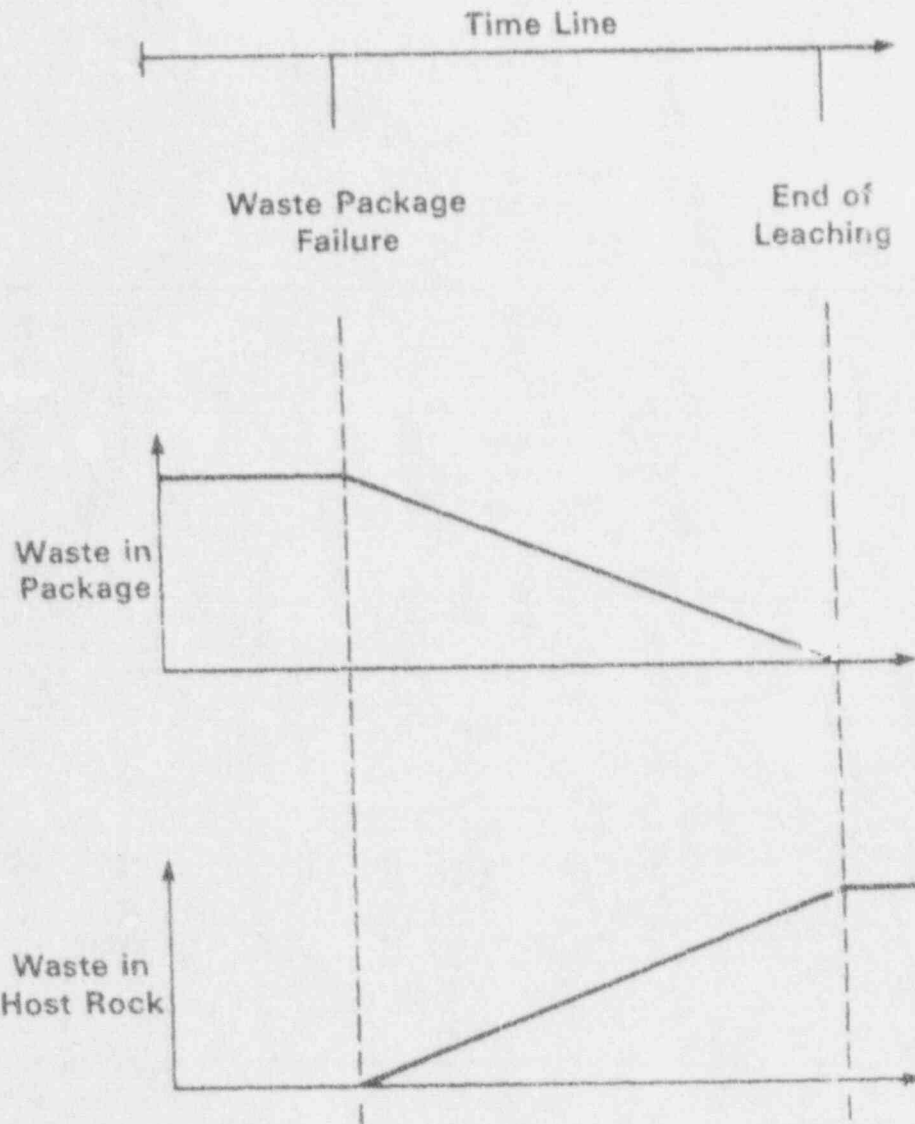 Time Line
Waste Package
Failure
End of
Leaching
Waste in
Package
Waste in
Host Rock